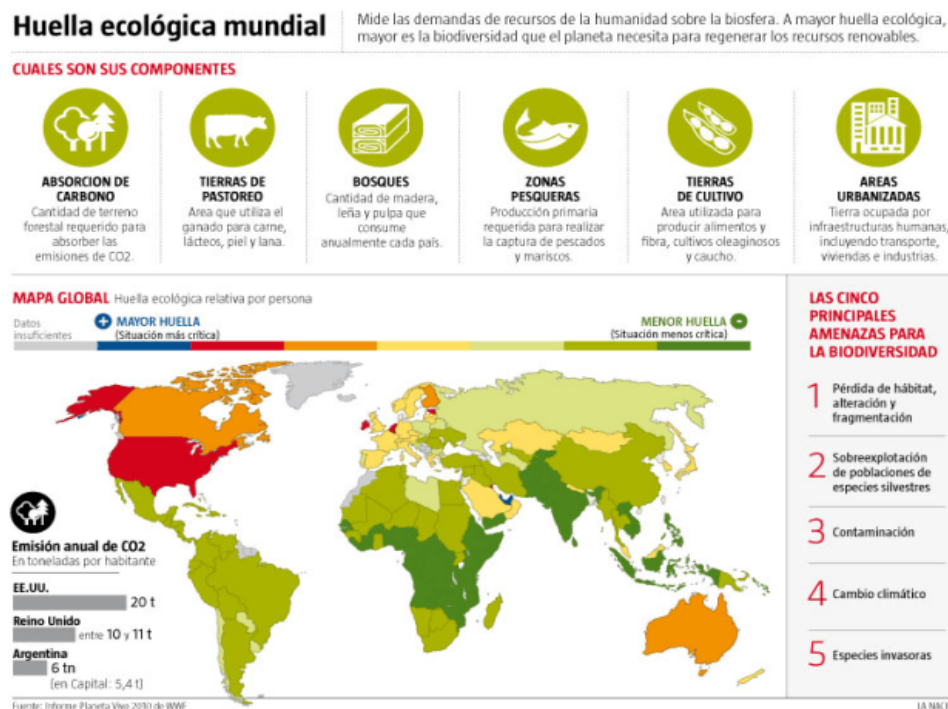 Huella ecológica mundial
Mide las demandas de recursos de la humanidad sobre la biosfera. A mayor huella ecológica,
mayor es la biodiversidad que el planeta necesita para regenerar los recursos renovables.
CUALES SON SUS COMPONENTES
ABSORCION DE
CARBONO
Cantidad de terreno
forestal requerido para
absorber las
emisiones de CO2.
TIERRAS DE
PASTOREO
Area que utiliza el
ganado para carne,
lácteos, piel y lana.
BOSQUES
Cantidad de madera,
leña y pulpa que
consume
anualmente cada país.
ZONAS
PESQUERAS
Producción primaria
requerida para realizar
la captura de pescados
y mariscos.
TIERRAS
DE CULTIVO
Area utilizada para
producir alimentos y
fibra, cultivos oleaginosos
y caucho.
AREAS
URBANIZADAS
Tierra ocupada por
infraestructuras humanas,
incluyendo transporte,
viviendas e industrias.
MAPA GLOBAL Huella ecológica relativa por persona
Datos
insuficientes
MAYOR HUELLA
(Situación más crítica)
MENOR HUELLA
(Situación menos crítica)
Emisión anual de CO2
En toneladas por habitante
EE.UU.
20 t
Reino Unido
entre 10 y 11 t
Argentina
6 tn
(en Capital: 5,4 t)
LAS CINCO
PRINCIPALES
AMENAZAS PARA
LA BIODIVERSIDAD
1 Pérdida de hábitat,
alteración y
fragmentación
2 Sobreexplotación
de poblaciones de
especies silvestres
3 Contaminación
4 Cambio climático
5 Especies invasoras
Fuente: Informe Planeta Vivo 2010 de WWF
LA NACI